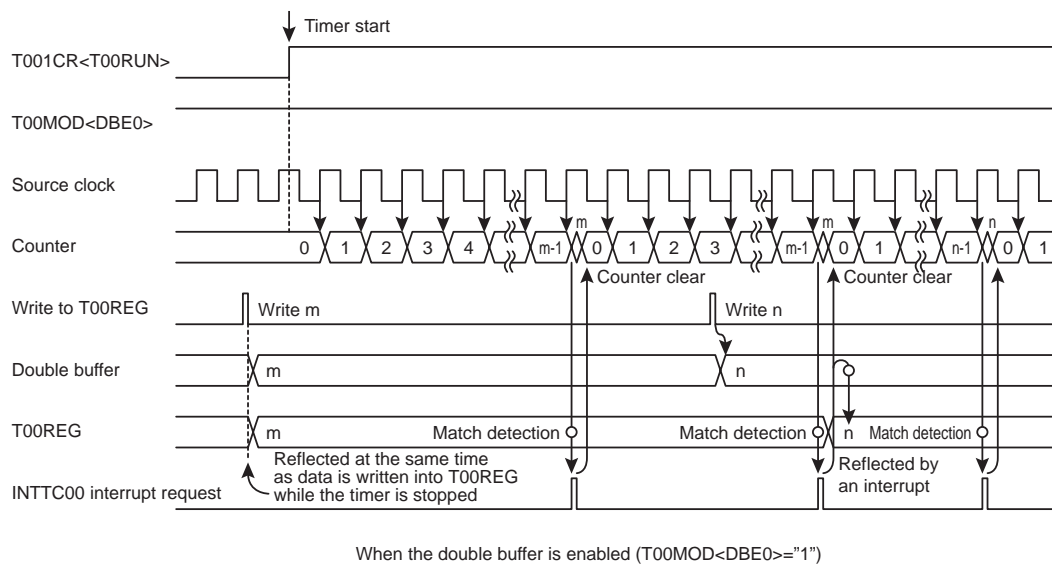 Timer start
T001CR<T00RUN>
T00MOD<DBE0>
Source clock
Counter 0 1 2 3 4 m-1 m 0 1 2 3 m-1 m 0 1 n-1 n 0 1
Counter clear Counter clear
Write to T00REG Write m Write n
Double buffer m n
T00REG m Match detection Match detection n Match detection
Reflected at the same time
as data is written into T00REG
while the timer is stopped
Reflected by
an interrupt
INTTC00 interrupt request
When the double buffer is enabled (T00MOD<DBE0>=”1”)